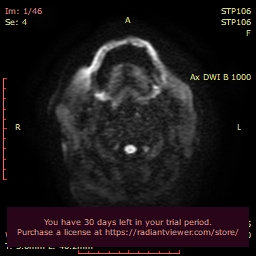 Im: 1/46 STP106
Se: 4 STP106
F
A
Ax DWI B 1000
R L
You have 30 days left in your trial period.
Purchase a license at https://radiantviewer.com/store/